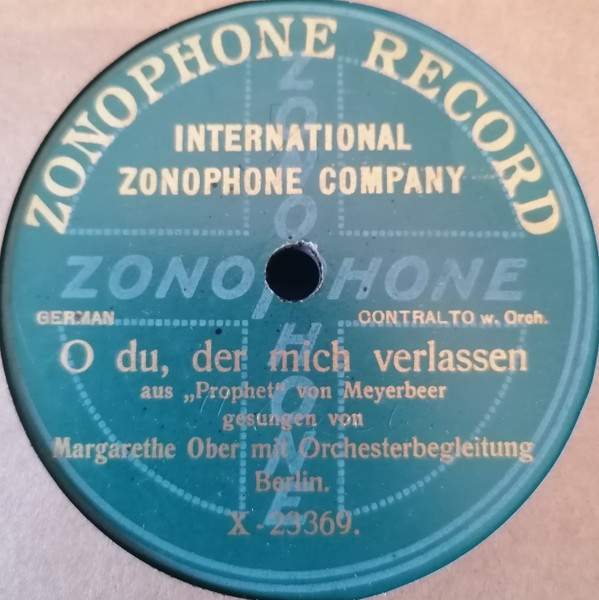 ZONOPHONE RECORD
INTERNATIONAL
ZONOPHONE COMPANY
ZONOPHONE
ZONOPHONE
GERMAN
CONTRALTO w. Orch.
O du, der mich verlassen
aus „Prophet" von Meyerbeer
gesungen von
Margarethe Ober mit Orchesterbegleitung
Berlin.
X-23369.